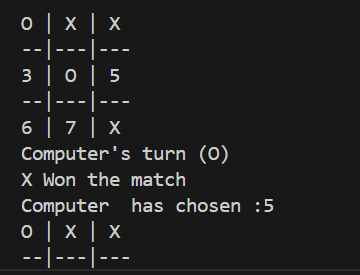 O | X | X
--|---|---
3 | O | 5
--|---|---
6 | 7 | X
Computer's turn (O)
X Won the match
Computer  has chosen :5
O | X | X
--|---|---